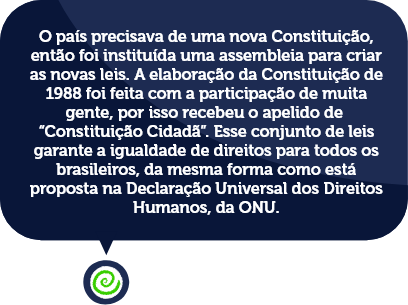 O país precisava de uma nova Constituição,
então foi instituída uma assembleia para criar
as novas leis. A elaboração da Constituição de
1988 foi feita com a participação de muita
gente, por isso recebeu o apelido de
“Constituição Cidadã”. Esse conjunto de leis
garante a igualdade de direitos para todos os
brasileiros, da mesma forma como está
proposta na Declaração Universal dos Direitos
Humanos, da ONU.